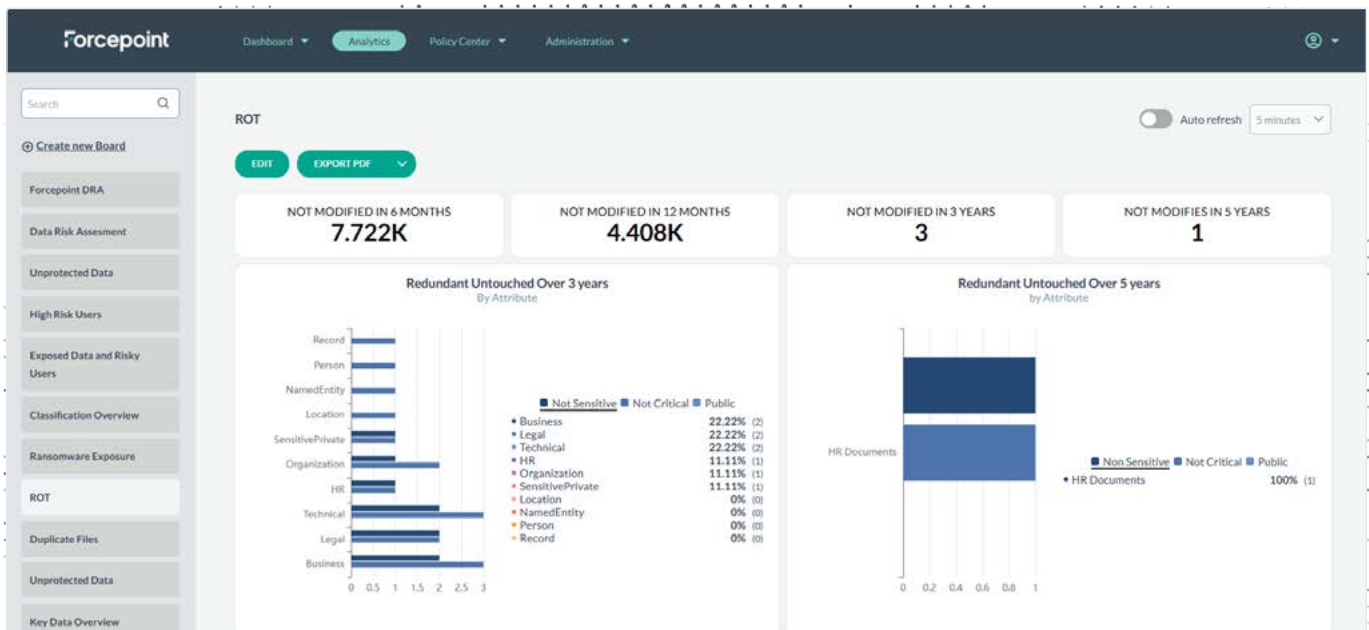 Forcepoint
Dashboard
Analytics
Policy Center
Administration
Search
Create new Board
Forcepoint DRA
Data Risk Assesment
Unprotected Data
High Risk Users
Exposed Data and Risky
Users
Classification Overview
Ransomware Exposure
ROT
Duplicate Files
Unprotected Data
Key Data Overview
ROT
Auto refresh
5 minutes
EDIT
EXPORT PDF
NOT MODIFIED IN 6 MONTHS
7.722K
NOT MODIFIED IN 12 MONTHS
4.408K
NOT MODIFIED IN 3 YEARS
3
NOT MODIFIES IN 5 YEARS
1
Redundant Untouched Over 3 years
By Attribute
Record
Person
NamedEntity
Location
SensitivePrivate
Organization
HR
Technical
Legal
Business
0 0.5 1 1.5 2 2.5 3
Not Sensitive Not Critical Public
Business 22.22% (2)
Legal 22.22% (2)
Technical 22.22% (2)
HR 11.11% (1)
Organization 11.11% (1)
SensitivePrivate 11.11% (1)
Location 0% (0)
NamedEntity 0% (0)
Person 0% (0)
Record 0% (0)
Redundant Untouched Over 5 years
by Attribute
HR Documents
0 0.2 0.4 0.6 0.8 1
Non Sensitive Not Critical Public
HR Documents 100% (1)